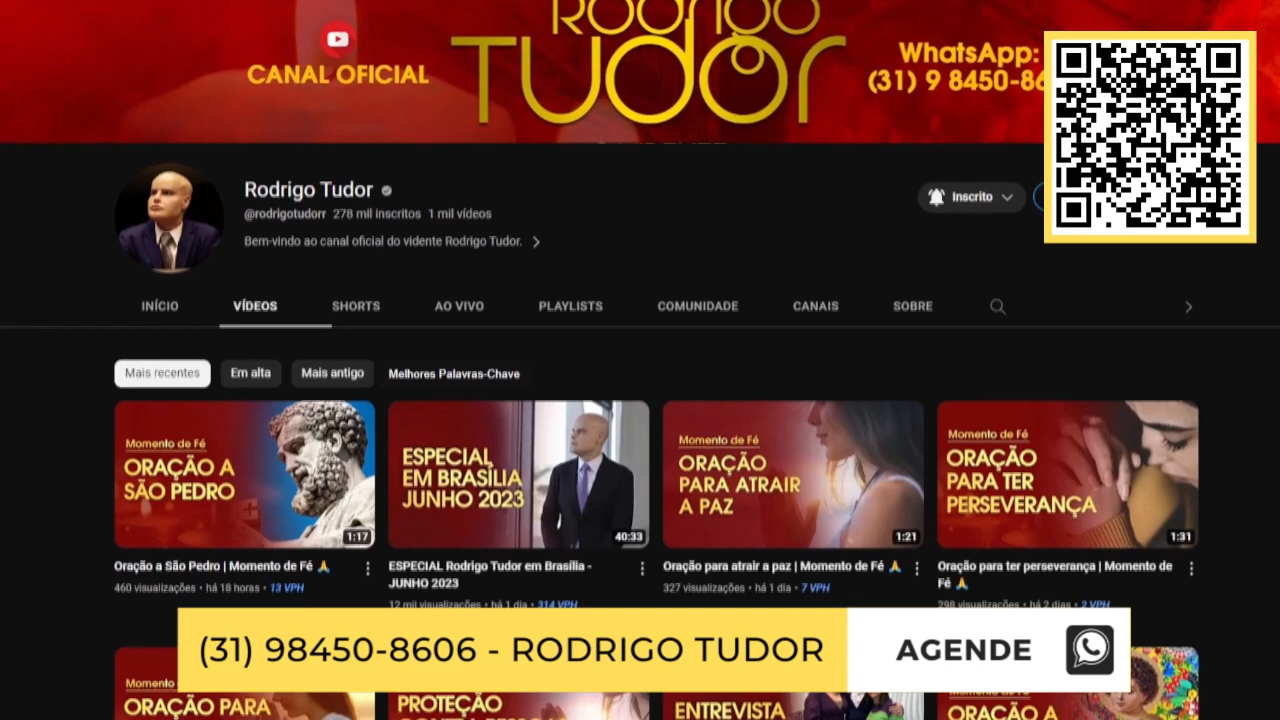 Rodrigo
TUDOR
CANAL OFICIAL
WhatsApp:
(31) 9 8450-86
Rodrigo Tudor
@rodrigotudorr 278 mil inscritos 1 mil vídeos
Bem-vindo ao canal oficial do vidente Rodrigo Tudor.
Inscrito
INÍCIO VÍDEOS SHORTS AO VIVO PLAYLISTS COMUNIDADE CANAIS SOBRE
Mais recentes Em alta Mais antigo Melhores Palavras-Chave
Momento de Fé
ORAÇÃO A
SÃO PEDRO
1:17
ESPECIAL
EM BRASÍLIA
JUNHO 2023
40:33
Momento de Fé
ORAÇÃO
PARA ATRAIR
A PAZ
1:21
Momento de Fé
ORAÇÃO
PARA TER
PERSEVERANÇA
1:31
Oração a São Pedro | Momento de Fé 🙏
460 visualizações • há 18 horas • 13 VPH
ESPECIAL Rodrigo Tudor em Brasília -
JUNHO 2023
12 mil visualizações • há 1 dia • 314 VPH
Oração para atrair a paz | Momento de Fé 🙏
327 visualizações • há 1 dia • 7 VPH
Oração para ter perseverança | Momento de
Fé 🙏
298 visualizações • há 2 dias • 2 VPH
(31) 98450-8606 - RODRIGO TUDOR
AGENDE
Momento
ORAÇÃO PARA
PROTEÇÃO
ENTREVISTA
ORAÇÃO A